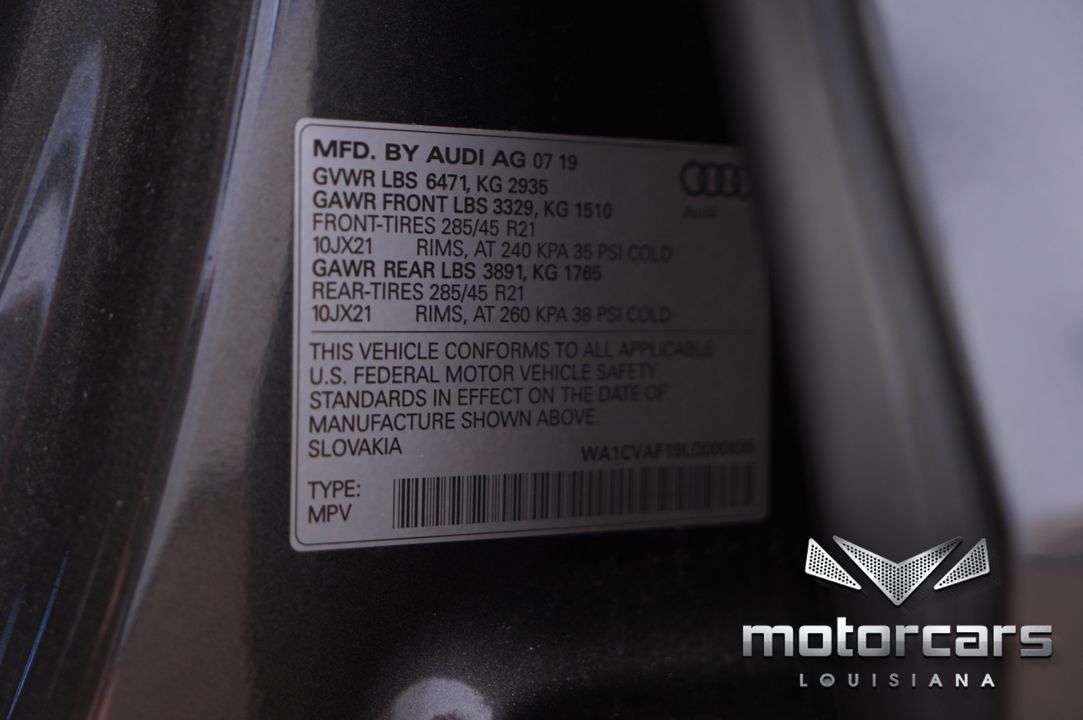 MFD. BY AUDI AG 07 19
GVWR LBS 6471, KG 2935
GAWR FRONT LBS 3329, KG 1510
Audi
FRONT-TIRES 285/45 R21
10JX21 RIMS, AT 240 KPA 35 PSI COLD
GAWR REAR LBS 3891, KG 1765
REAR-TIRES 285/45 R21
10JX21 RIMS, AT 260 KPA 38 PSI COLD
THIS VEHICLE CONFORMS TO ALL APPLICABLE
U.S. FEDERAL MOTOR VEHICLE SAFETY
STANDARDS IN EFFECT ON THE DATE OF
MANUFACTURE SHOWN ABOVE.
SLOVAKIA
TYPE:
MPV
motorcars
LOUISIANA